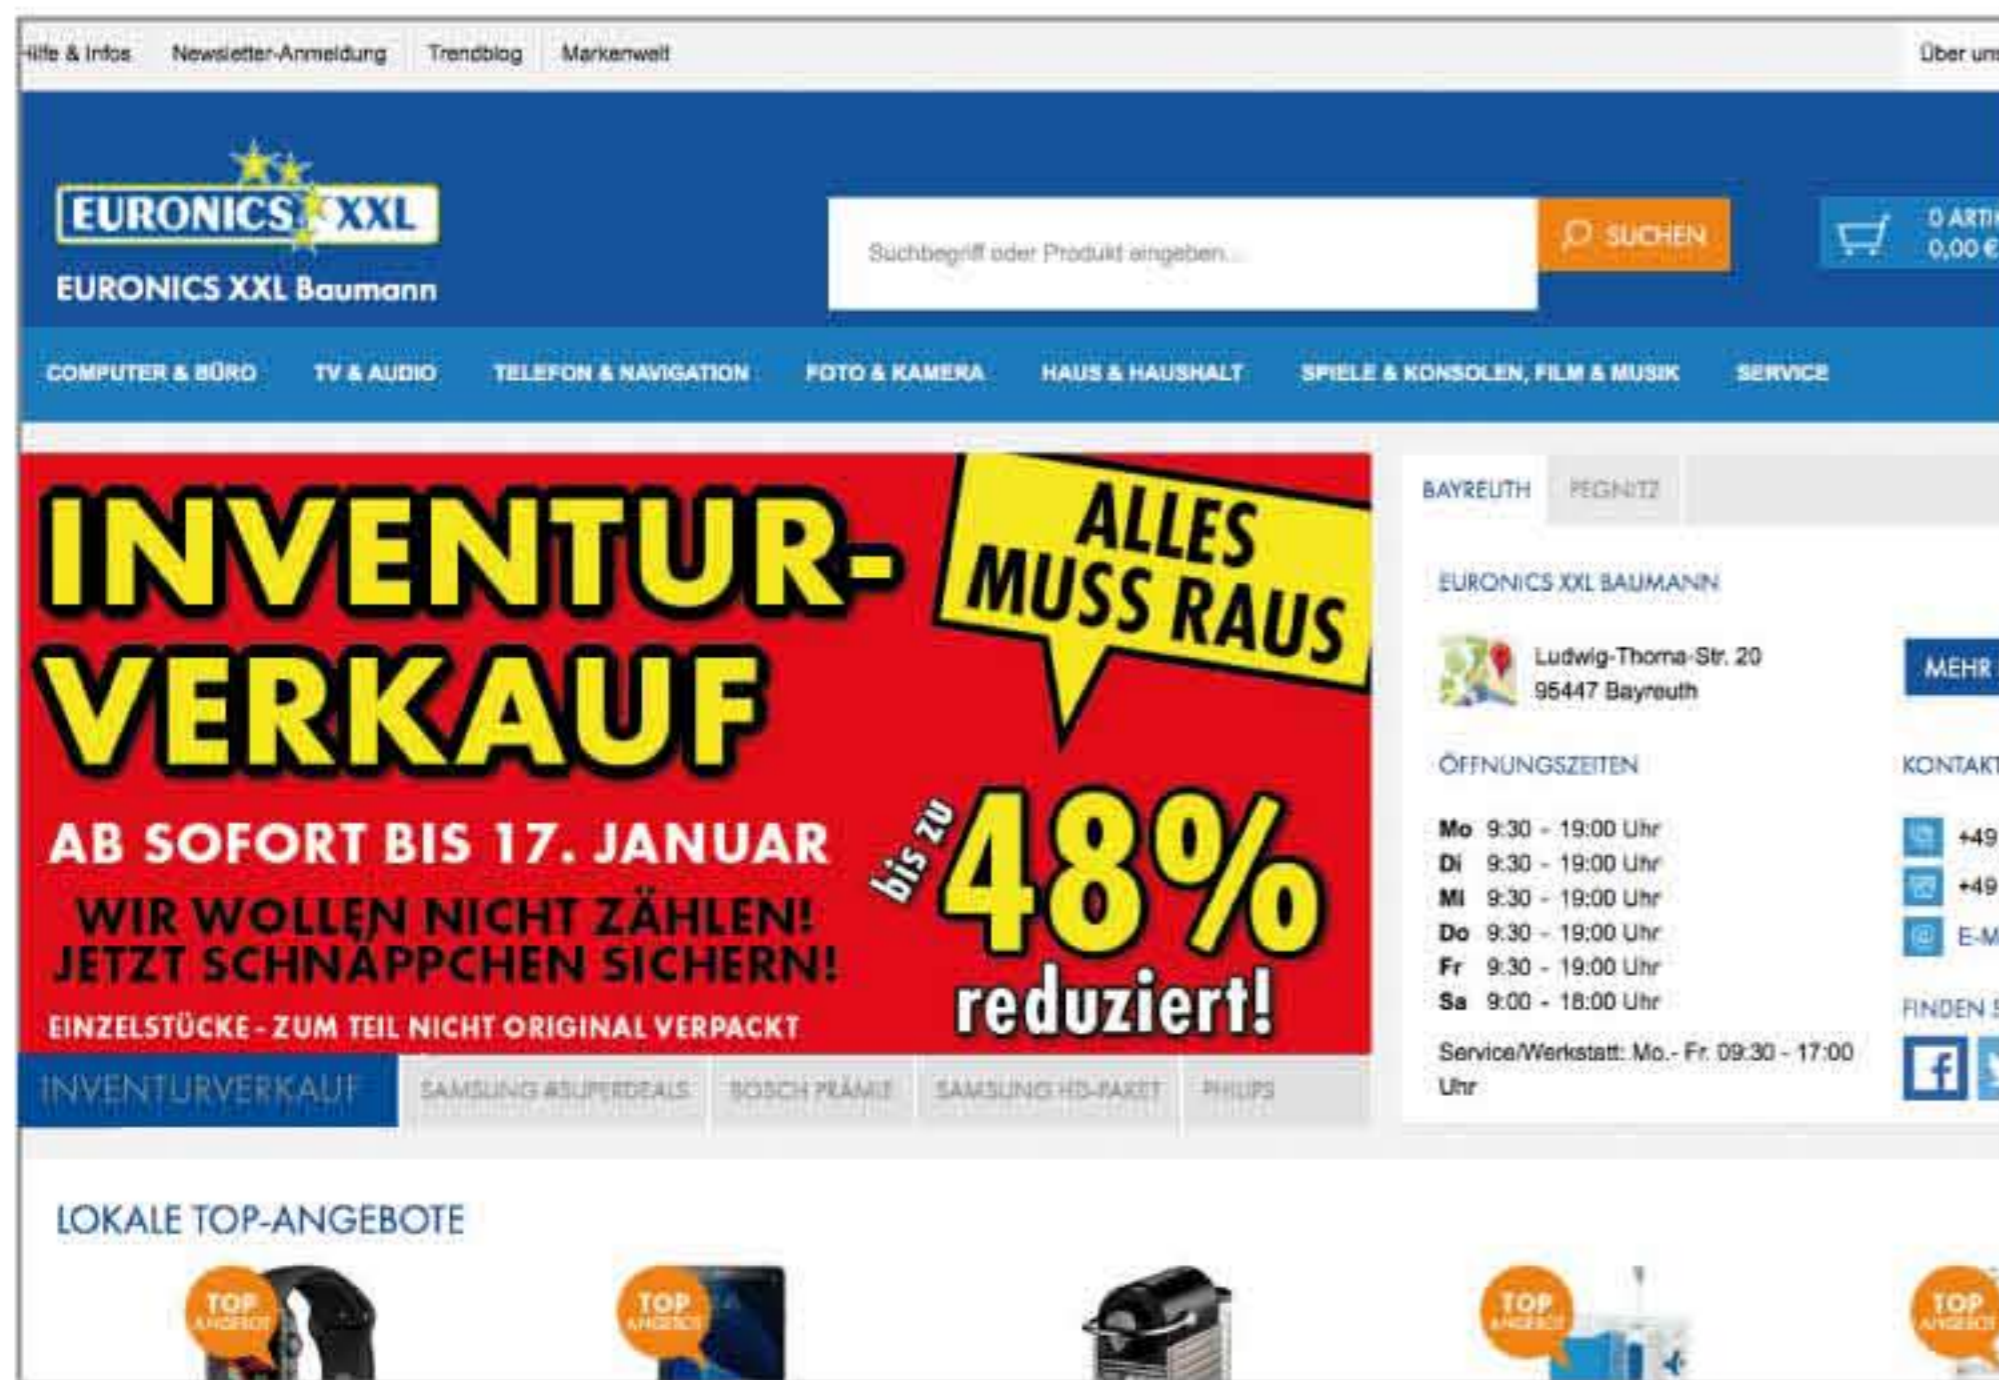 Hilfe & Infos Newsletter-Anmeldung Trendblog Markenwelt
Über uns
EURONICS XXL
EURONICS XXL Baumann
Suchbegriff oder Produkt eingeben...
SUCHEN
0 ARTI
0,00 €
COMPUTER & BÜRO TV & AUDIO TELEFON & NAVIGATION FOTO & KAMERA HAUS & HAUSHALT SPIELE & KONSOLEN, FILM & MUSIK SERVICE
INVENTUR-
VERKAUF
ALLES
MUSS RAUS
AB SOFORT BIS 17. JANUAR
WIR WOLLEN NICHT ZÄHLEN!
JETZT SCHNÄPPCHEN SICHERN!
EINZELSTÜCKE - ZUM TEIL NICHT ORIGINAL VERPACKT
bis zu
48%
reduziert!
INVENTURVERKAUF SAMSUNG #SUPERDEALS BOSCH PRÄMIE SAMSUNG HD-PAKET PHILIPS
BAYREUTH PEGNITZ
EURONICS XXL BAUMANN
Ludwig-Thoma-Str. 20
95447 Bayreuth
MEHR
ÖFFNUNGSZEITEN
Mo 9:30 - 19:00 Uhr
Di 9:30 - 19:00 Uhr
Mi 9:30 - 19:00 Uhr
Do 9:30 - 19:00 Uhr
Fr 9:30 - 19:00 Uhr
Sa 9:00 - 18:00 Uhr
Service/Werkstatt: Mo.- Fr. 09:30 - 17:00
Uhr
KONTAKT
+49
+49
E-M
FINDEN S
LOKALE TOP-ANGEBOTE
TOP
ANGEBOT
TOP
ANGEBOT
TOP
ANGEBOT
TOP
ANGEBOT